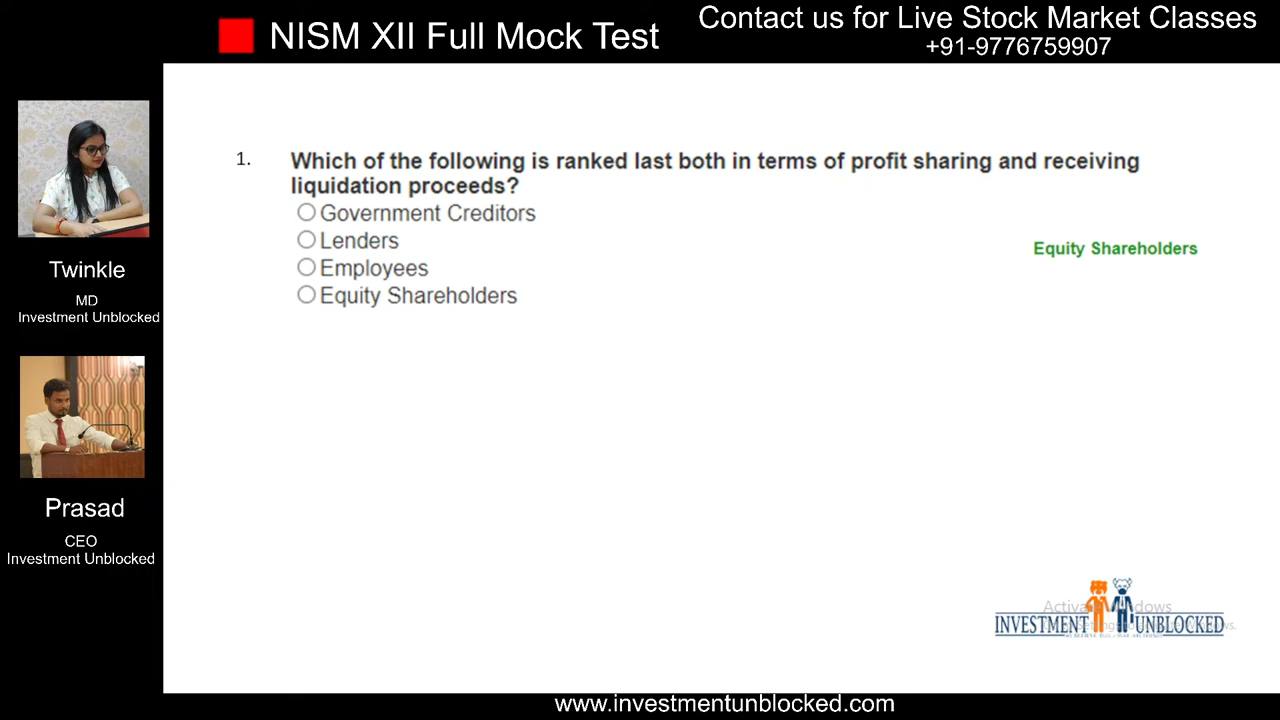 NISM XII Full Mock Test
Contact us for Live Stock Market Classes
+91-9776759907
Twinkle
MD
Investment Unblocked
Prasad
CEO
Investment Unblocked
1.
Which of the following is ranked last both in terms of profit sharing and receiving
liquidation proceeds?
Government Creditors
Lenders
Employees
Equity Shareholders
Equity Shareholders
INVESTMENT UNBLOCKED
www.investmentunblocked.com